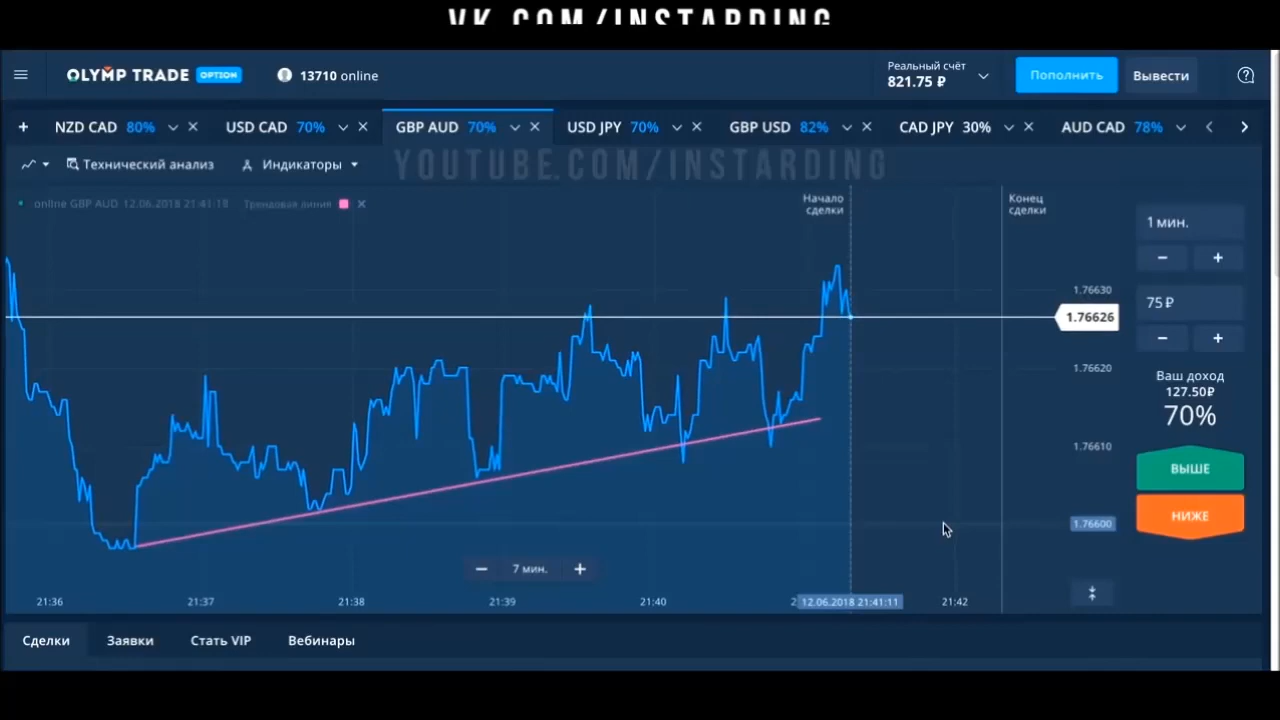 VK.COM/INSTARDING
OLYMP TRADE OPTION 13710 online Реальный счёт 821.75 ₽ Пополнить Вывести
+ NZD CAD 80% USD CAD 70% GBP AUD 70% USD JPY 70% GBP USD 82% CAD JPY 30% AUD CAD 78%
Технический анализ Индикаторы
YOUTUBE.COM/INSTARDING
online GBP AUD 12.06.2018 21:41:18 Трендовая линия
Начало сделки
Конец сделки
1.76630
1.76626
1.76620
1.76610
1.76600
1 мин.
− +
75 ₽
− +
Ваш доход
127.50₽
70%
ВЫШЕ
НИЖЕ
− 7 мин. +
21:36 21:37 21:38 21:39 21:40 12.06.2018 21:41:11 21:42
Сделки Заявки Стать VIP Вебинары